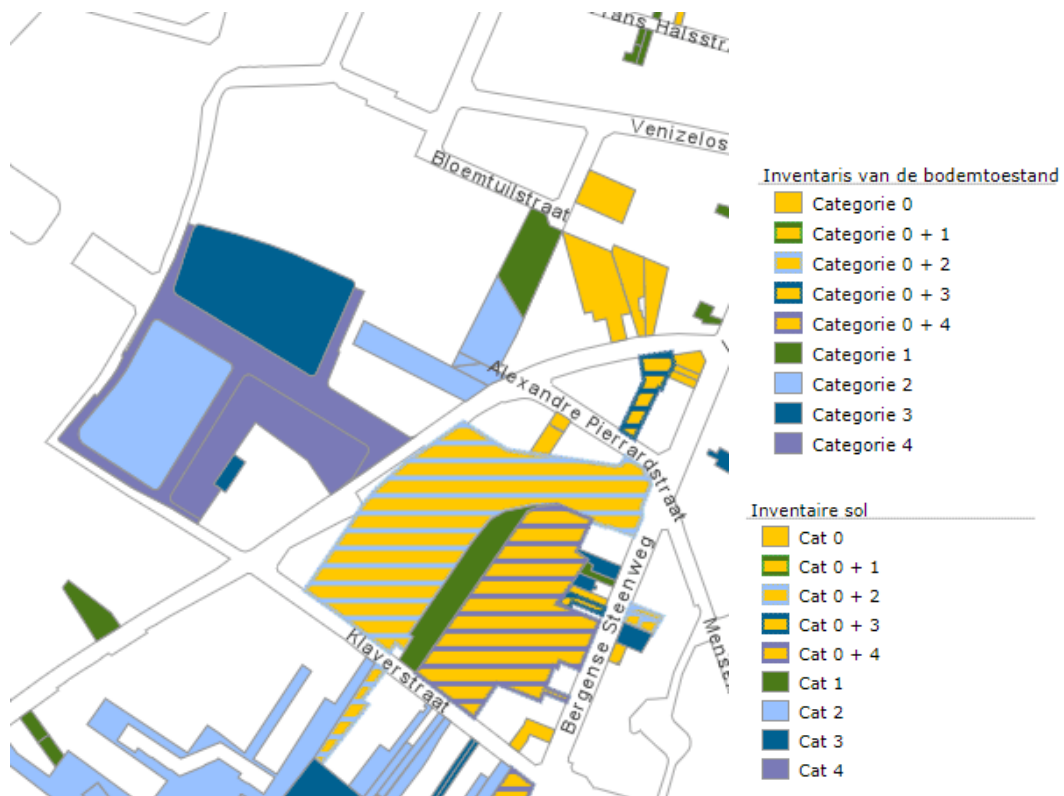 rans Halsstr.
Venizelos
Bloemtuilstraat
Alexandre Pierrardstraat
Bergense Steenweg
Klaverstraat
Mensen
Inventaris van de bodemtoestand
Categorie 0
Categorie 0 + 1
Categorie 0 + 2
Categorie 0 + 3
Categorie 0 + 4
Categorie 1
Categorie 2
Categorie 3
Categorie 4
Inventaire sol
Cat 0
Cat 0 + 1
Cat 0 + 2
Cat 0 + 3
Cat 0 + 4
Cat 1
Cat 2
Cat 3
Cat 4